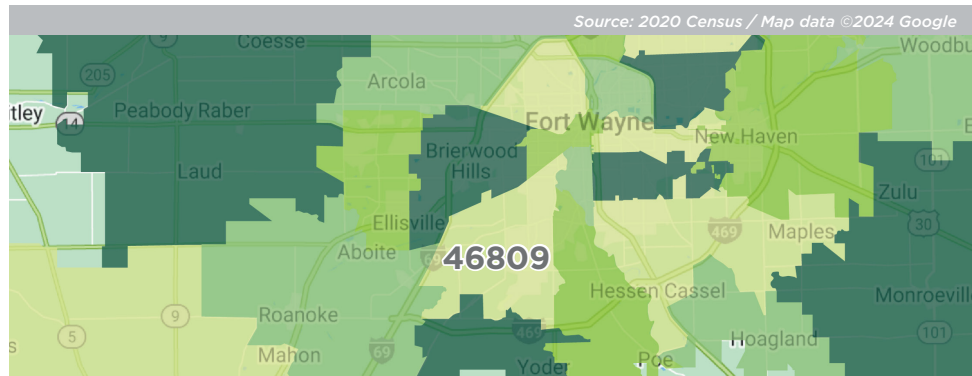 Source: 2020 Census / Map data ©2024 Google
9
Coesse
Woodbu
205
Arcola
tley
14
Peabody Raber
Fort Wayne
New Haven
Brierwood
Hills
101
Laud
Zulu
Ellisville
30
469
Maples
Aboite
69
46809
Hessen Cassel
Monroevill
9
Roanoke
5
469
101
s
69
Hoagland
Mahon
Yoder
Poe